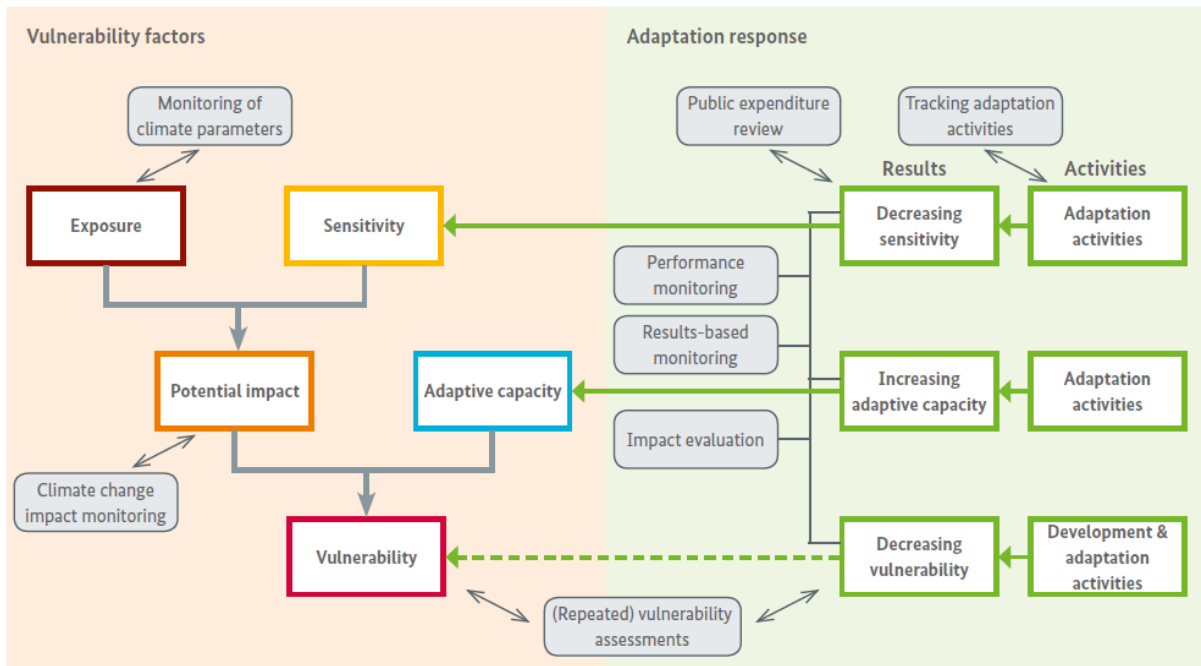 Vulnerability factors
Adaptation response
Monitoring of
climate parameters
Public expenditure
review
Tracking adaptation
activities
Results
Activities
Exposure
Sensitivity
Decreasing
sensitivity
Adaptation
activities
Performance
monitoring
Results-based
monitoring
Potential impact
Adaptive capacity
Increasing
adaptive capacity
Adaptation
activities
Impact evaluation
Climate change
impact monitoring
Vulnerability
Decreasing
vulnerability
Development &
adaptation
activities
(Repeated) vulnerability
assessments